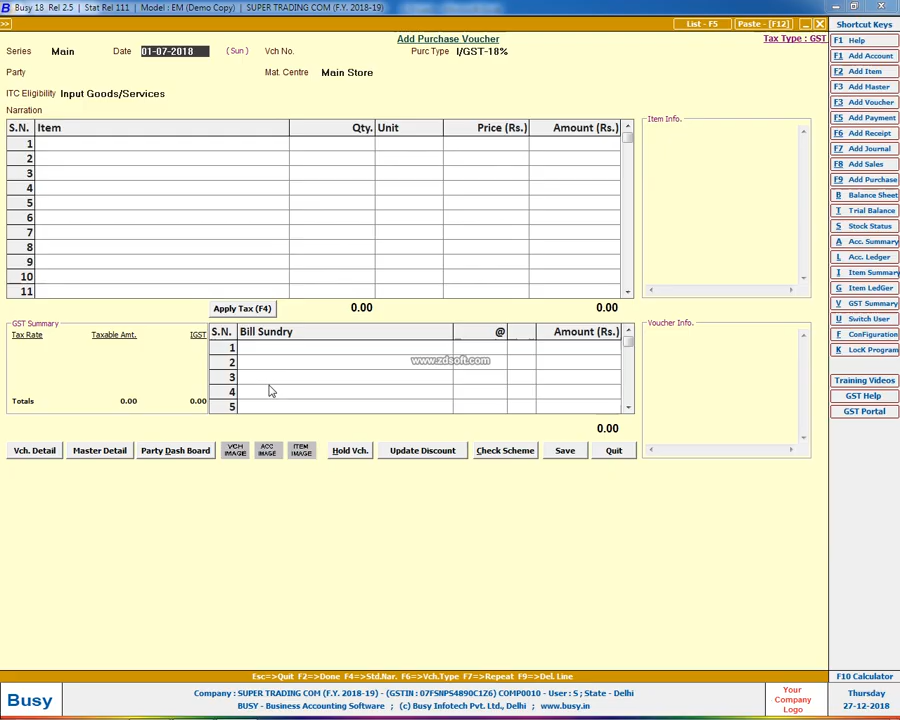 Busy 18 Rel 2.5 | Stat Rel 111 | Model : EM (Demo Copy) | SUPER TRADING COM (F.Y. 2018-19)
>> List - F5 Paste - [F12] _ X
Shortcut Keys
Add Purchase Voucher
Tax Type : GST
Series Main Date 01-07-2018 (Sun) Vch No. Purc Type I/GST-18%
Party Mat. Centre Main Store
ITC Eligibility Input Goods/Services
Narration
S.N. Item Qty. Unit Price (Rs.) Amount (Rs.)
1
2
3
4
5
6
7
8
9
10
11
Item Info.
Apply Tax (F4) 0.00 0.00
GST Summary
Tax Rate Taxable Amt. IGST
Totals 0.00 0.00
S.N. Bill Sundry @ Amount (Rs.)
1
2
3
4
5
www.zdsoft.com
0.00
Voucher Info.
Vch. Detail Master Detail Party Dash Board VCH IMAGE ACC IMAGE ITEM IMAGE Hold Vch. Update Discount Check Scheme Save Quit
F1 Help
F1 Add Account
F2 Add Item
F3 Add Master
F3 Add Voucher
F5 Add Payment
F6 Add Receipt
F7 Add Journal
F8 Add Sales
F9 Add Purchase
B Balance Sheet
T Trial Balance
S Stock Status
A Acc. Summary
L Acc. Ledger
I Item Summary
G Item LedGer
V GST Summary
U Switch User
F ConFiguration
K LocK Program
Training Videos
GST Help
GST Portal
Esc=>Quit F2=>Done F4=>Std.Nar. F6=>Vch.Type F7=>Repeat F9=>Del. Line
F10 Calculator
Busy
Company : SUPER TRADING COM (F.Y. 2018-19) - (GSTIN : 07FSNPS4890C1Z6) COMP0010 - User : S ; State - Delhi
BUSY - Business Accounting Software ; (c) Busy Infotech Pvt. Ltd., Delhi ; www.busy.in
Your
Company
Logo
Thursday
27-12-2018